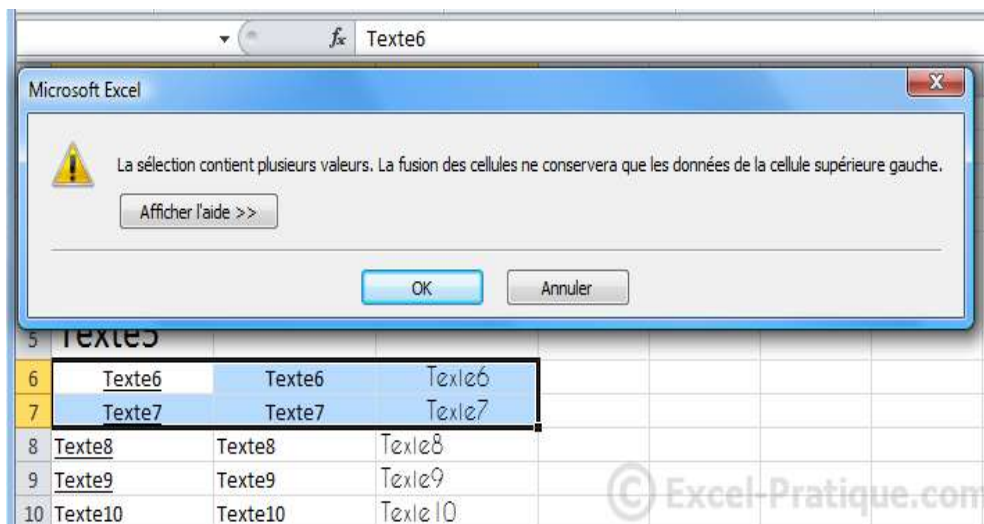 fx Texte6
Microsoft Excel
X
La sélection contient plusieurs valeurs. La fusion des cellules ne conservera que les données de la cellule supérieure gauche.
Afficher l'aide >>
OK Annuler
5 Texte5
6 Texte6 Texte6 Texte6
7 Texte7 Texte7 Texte7
8 Texte8 Texte8 Texte8
9 Texte9 Texte9 Texte9
10 Texte10 Texte10 Texte10
© Excel-Pratique.com